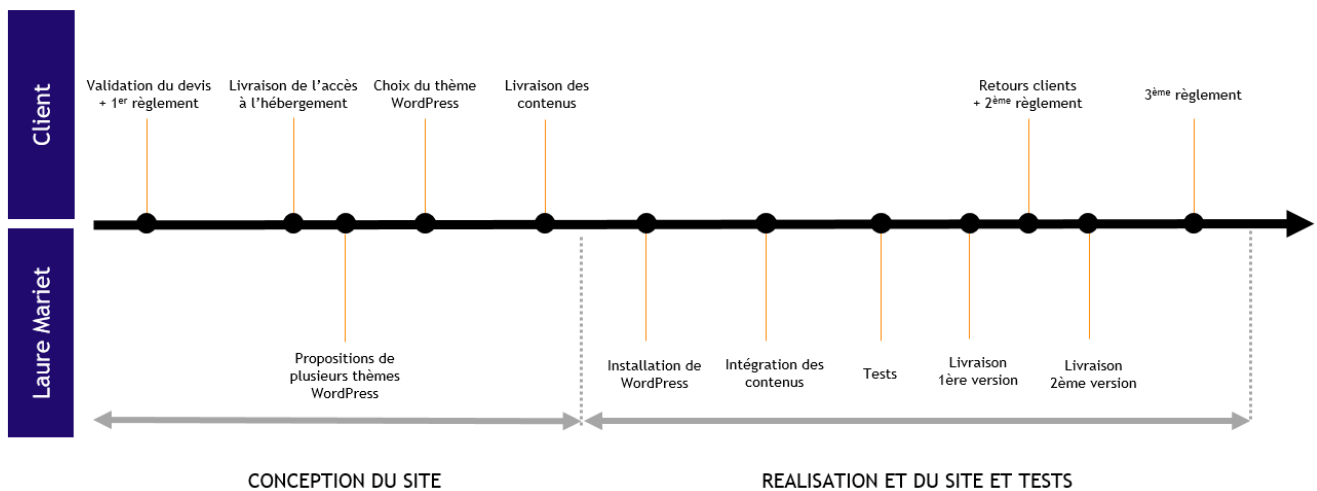 Client
Validation du devis
+ 1er règlement
Livraison de l’accès
à l’hébergement
Choix du thème
WordPress
Livraison des
contenus
Retours clients
+ 2ème règlement
3ème règlement
Laure Mariet
Propositions de
plusieurs thèmes
WordPress
Installation de
WordPress
Intégration des
contenus
Tests
Livraison
1ère version
Livraison
2ème version
CONCEPTION DU SITE
REALISATION ET DU SITE ET TESTS